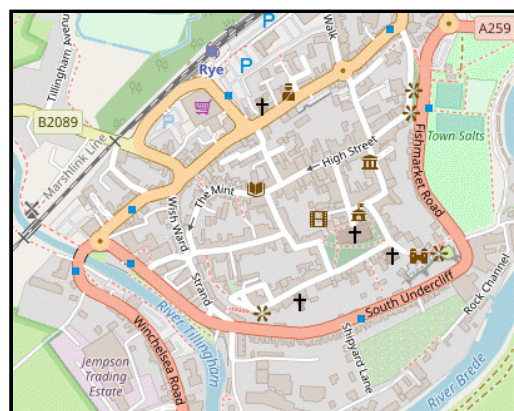 A259
Tillingham Avenue
P
Walk
P
Rye
B2089
P
Town Salts
Fishmarket Road
Marshlink Line
High Street
The Mint
Wish Ward
Strand
South Undercliff
Rock Channel
River Tillingham
Winchelsea Road
Shipyard Lane
Jempson
Trading
Estate
River Brede